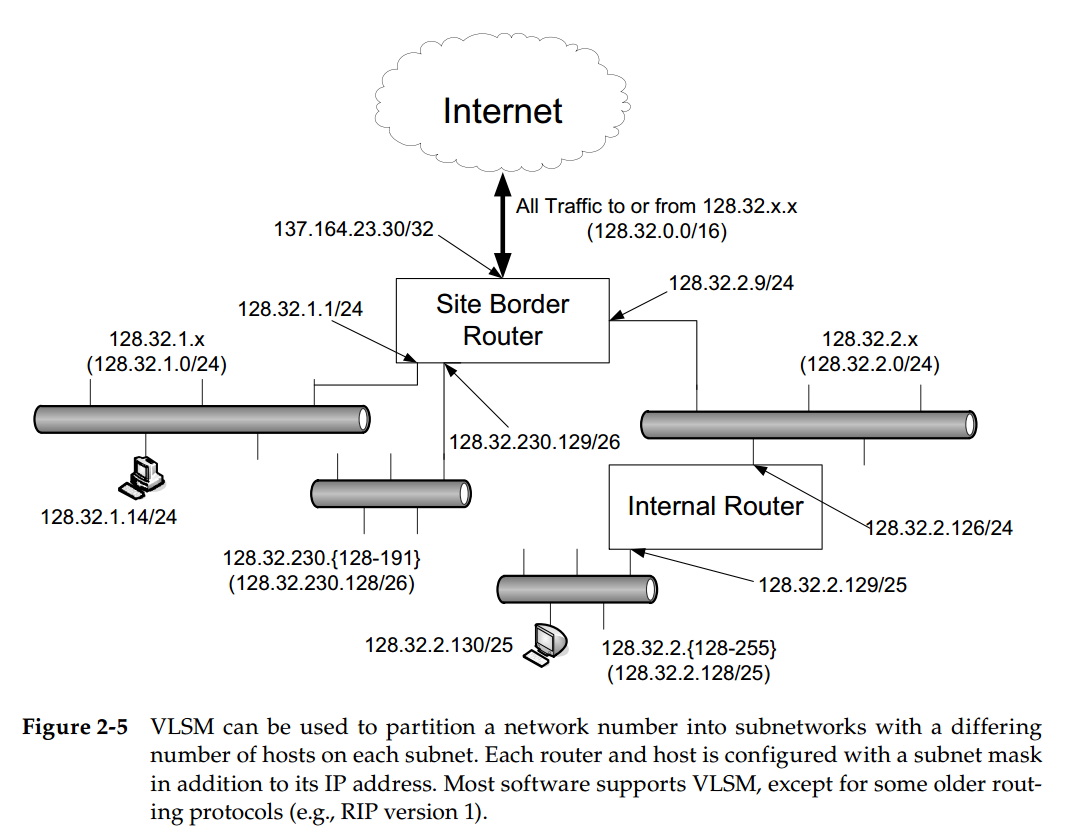 Internet
All Traffic to or from 128.32.x.x
(128.32.0.0/16)
137.164.23.30/32
Site Border
Router
128.32.2.9/24
128.32.1.1/24
128.32.1.x
(128.32.1.0/24)
128.32.2.x
(128.32.2.0/24)
128.32.230.129/26
128.32.1.14/24
Internal Router
128.32.2.126/24
128.32.230.{128-191}
(128.32.230.128/26)
128.32.2.129/25
128.32.2.130/25
128.32.2.{128-255}
(128.32.2.128/25)
Figure 2-5 VLSM can be used to partition a network number into subnetworks with a differing
number of hosts on each subnet. Each router and host is configured with a subnet mask
in addition to its IP address. Most software supports VLSM, except for some older rout-
ing protocols (e.g., RIP version 1).